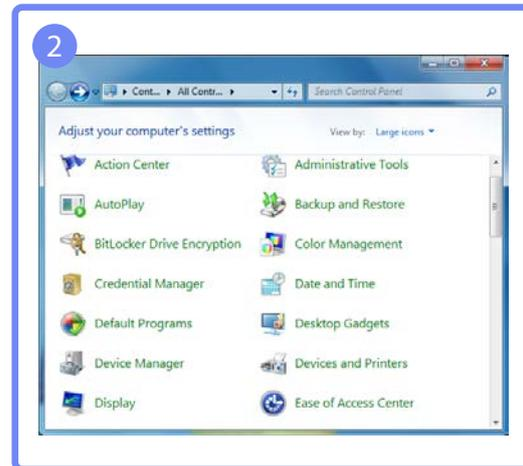 2
Cont... ▸ All Contr... ▸ Search Control Panel
Adjust your computer's settings View by: Large icons
Action Center Administrative Tools
AutoPlay Backup and Restore
BitLocker Drive Encryption Color Management
Credential Manager Date and Time
Default Programs Desktop Gadgets
Device Manager Devices and Printers
Display Ease of Access Center